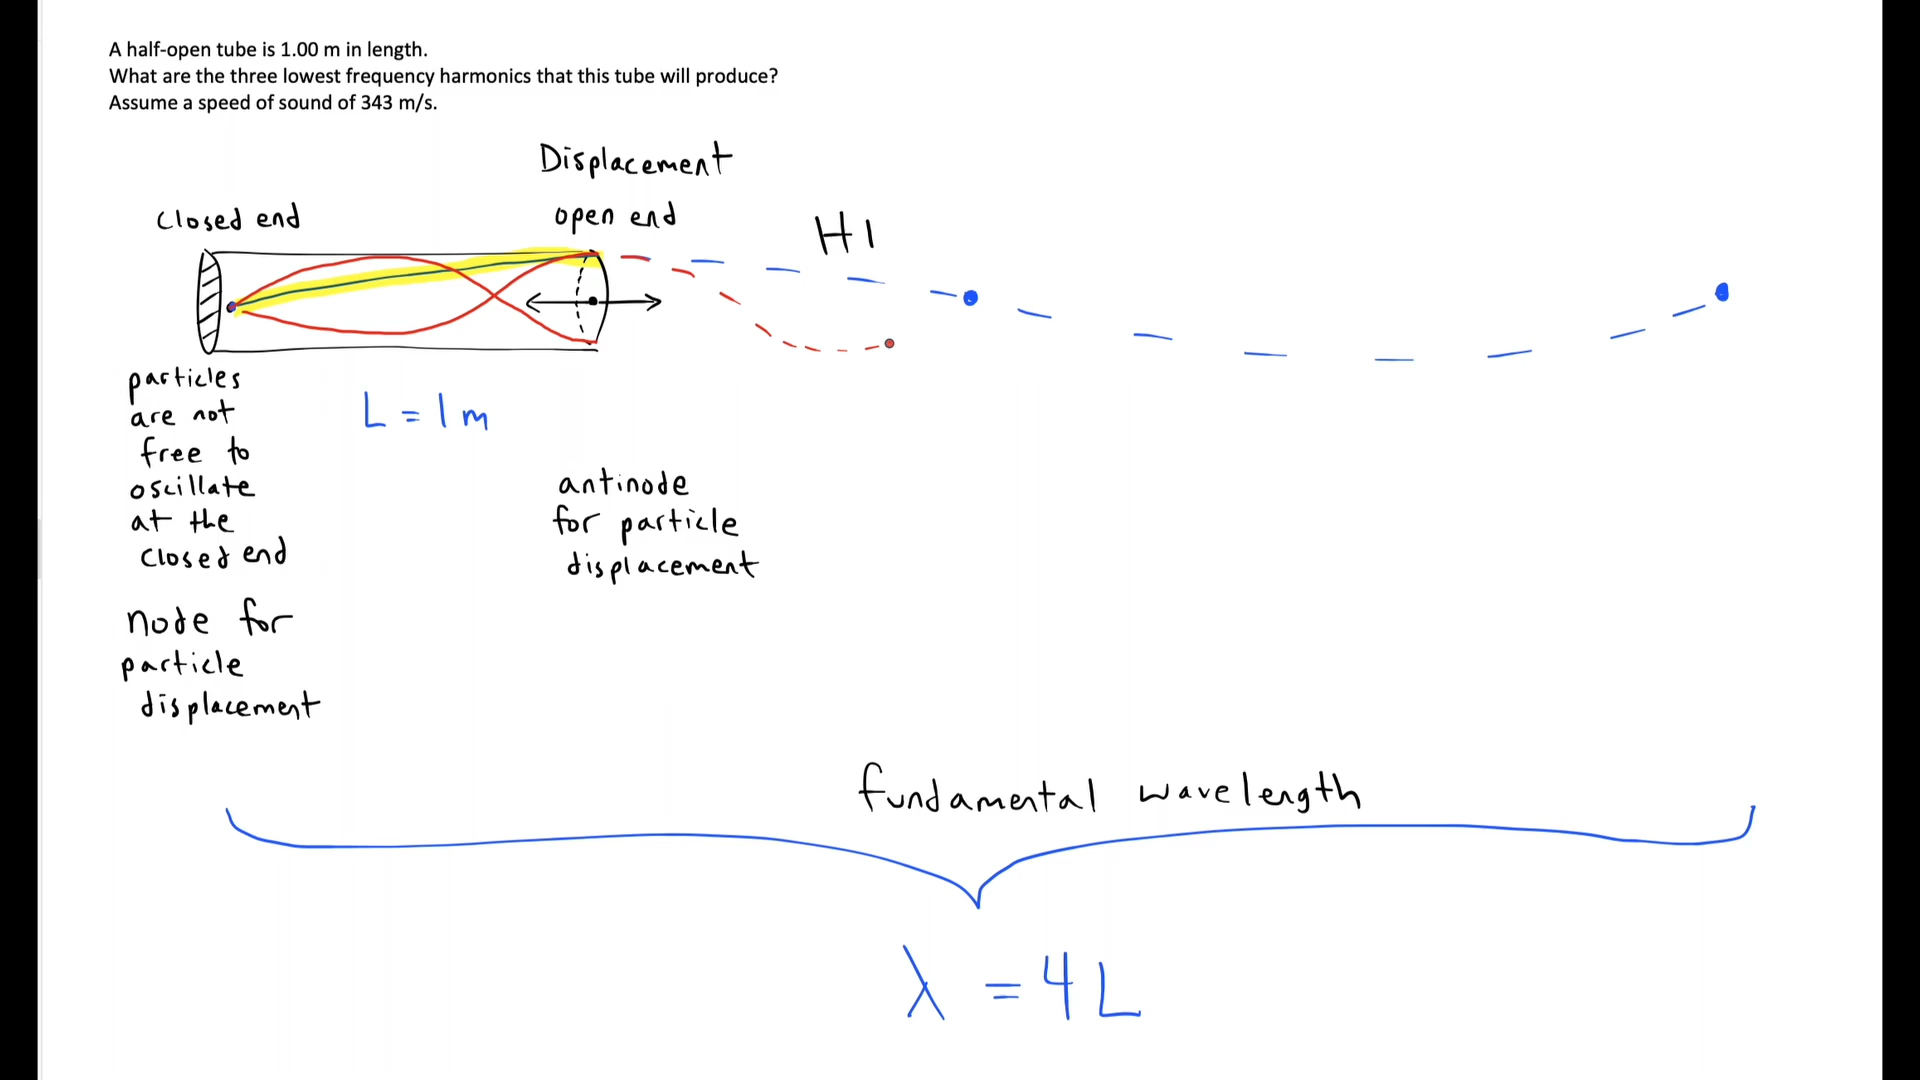 A half-open tube is 1.00 m in length.
What are the three lowest frequency harmonics that this tube will produce?
Assume a speed of sound of 343 m/s.
Displacement
Closed end
open end
H1
particles
are not
free to
oscillate
at the
closed end
L = 1 m
antinode
for particle
displacement
node for
particle
displacement
fundamental wavelength
λ = 4L